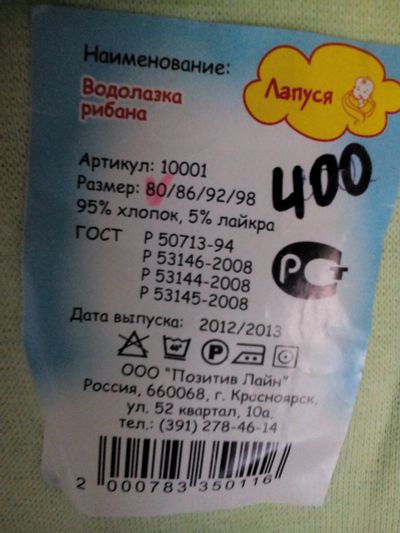 Наименование:
Водолазка
рибана
Лапуся
Артикул: 10001
Размер: 80/86/92/98
95% хлопок, 5% лайкра
400
ГОСТ Р 50713-94
Р 53146-2008
Р 53144-2008
Р 53145-2008
РСТ
Дата выпуска: 2012/2013
40°
P
ООО "Позитив Лайн"
Россия, 660068, г. Красноярск,
ул. 52 квартал, 10а,
тел.: (391) 278-46-14
2 000783 350116